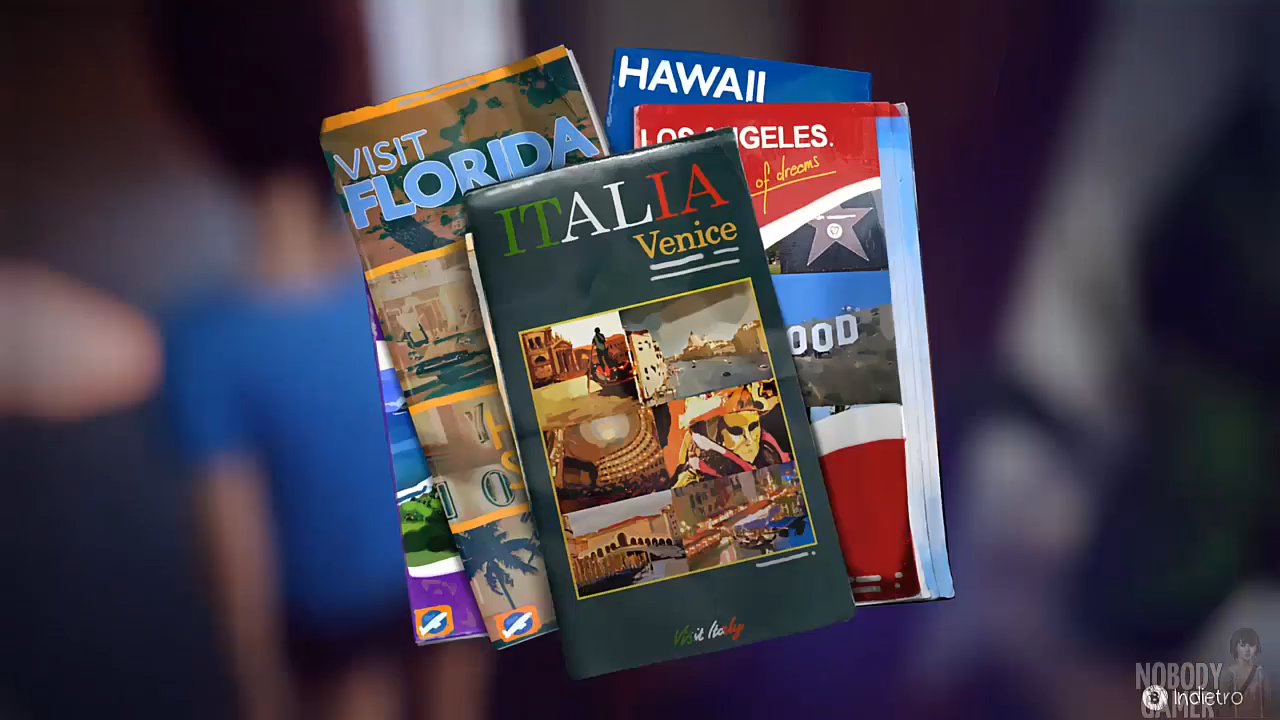 VISIT
FLORIDA
HAWAII
LOS ANGELES.
of dreams
ITALIA
Venice
OOD
Visit Italy
NOBODY
GAMER
B Indietro